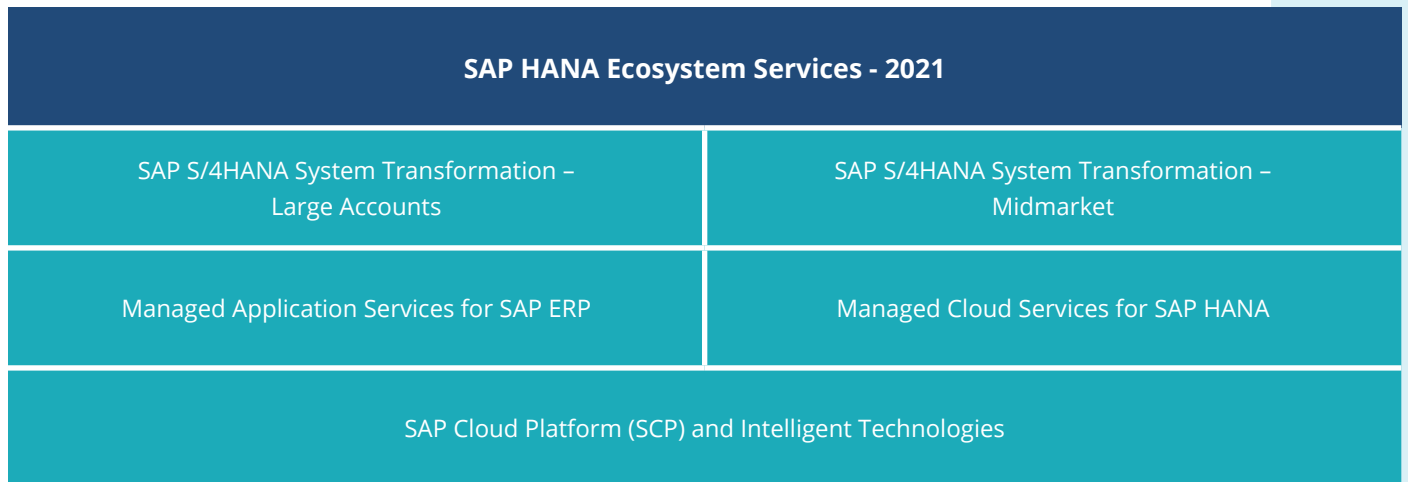 SAP HANA Ecosystem Services - 2021
SAP S/4HANA System Transformation –
Large Accounts
SAP S/4HANA System Transformation –
Midmarket
Managed Application Services for SAP ERP
Managed Cloud Services for SAP HANA
SAP Cloud Platform (SCP) and Intelligent Technologies